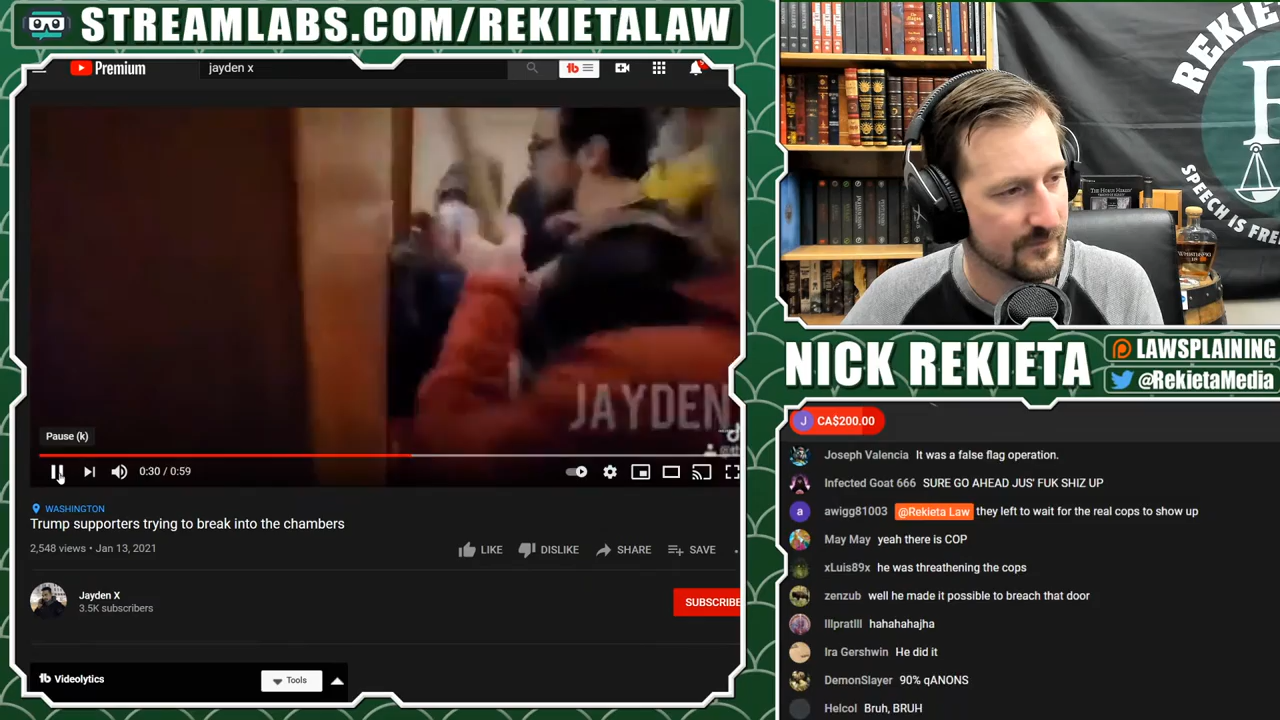 STREAMLABS.COM/REKIETALAW
Premium
jayden x
JAYDEN
Pause (k)
0:30 / 0:59
WASHINGTON
Trump supporters trying to break into the chambers
2,548 views • Jan 13, 2021
LIKE DISLIKE SHARE SAVE
Jayden X
3.5K subscribers
SUBSCRIBE
Videolytics
Tools
REKIE
SPEECH IS FRE
NICK REKIETA
LAWSPLAINING
@RekietaMedia
J CA$200.00
Joseph Valencia It was a false flag operation.
Infected Goat 666 SURE GO AHEAD JUS' FUK SHIZ UP
a awigg81003 @Rekieta Law they left to wait for the real cops to show up
May May yeah there is COP
xLuis89x he was threatening the cops
zenzub well he made it possible to breach that door
IllpratIII hahahahajha
Ira Gershwin He did it
DemonSlayer 90% qANONS
Helcol Bruh, BRUH